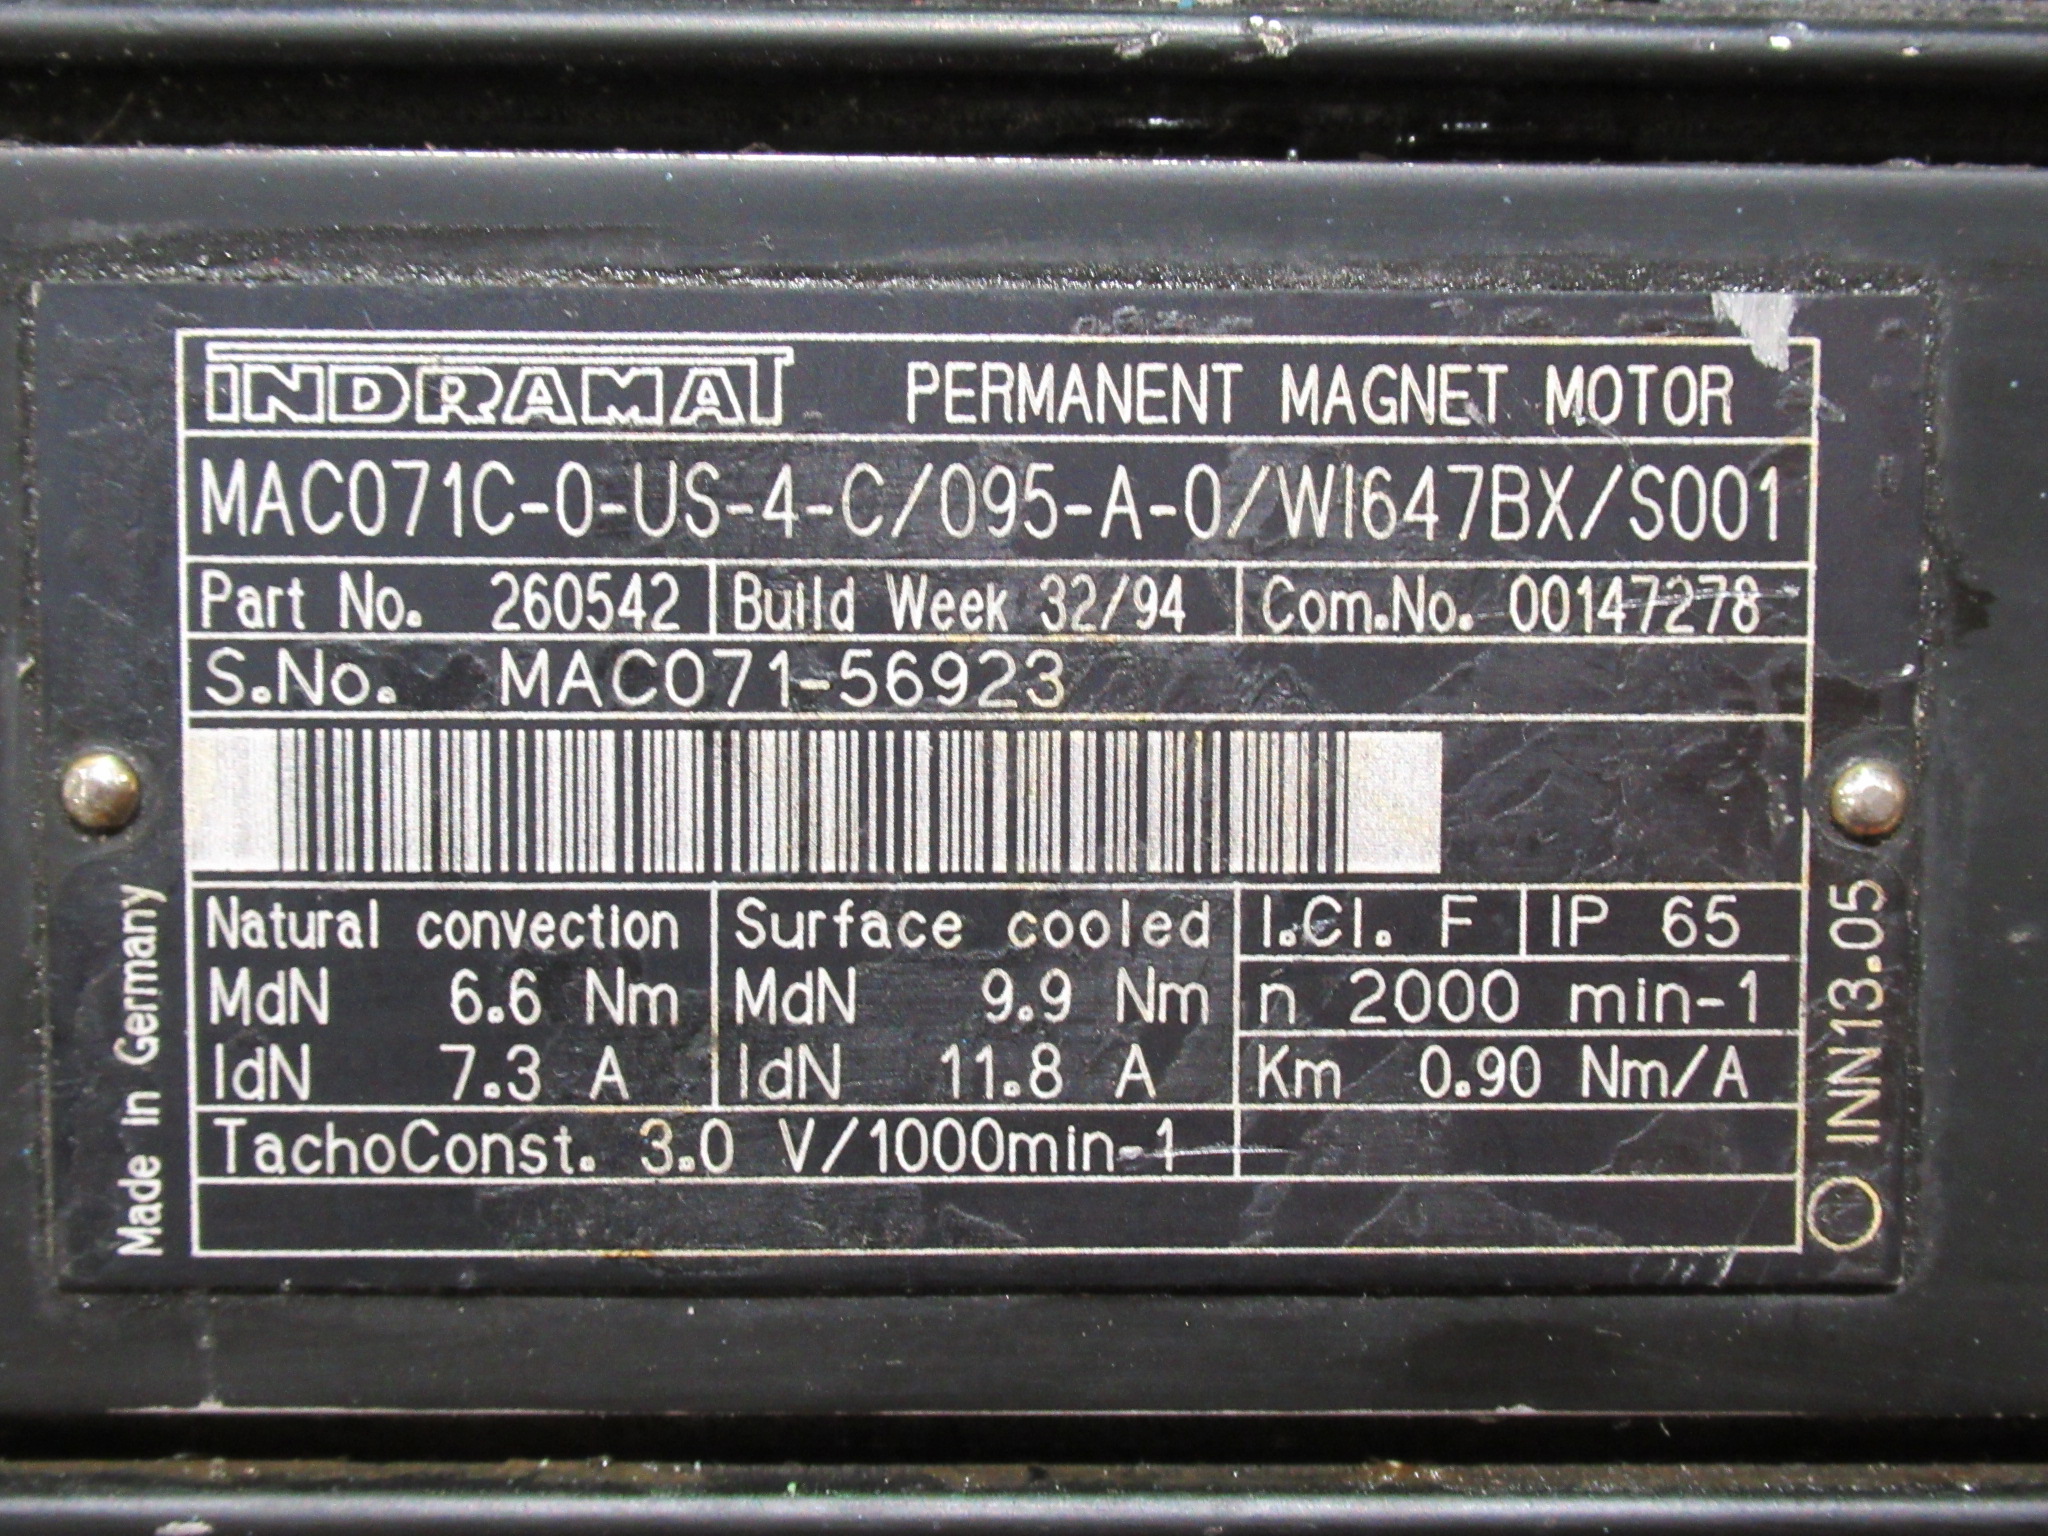 INDRAMAT PERMANENT MAGNET MOTOR
MAC071C-0-US-4-C/095-A-0/WI647BX/S001
Part No. 260542 Build Week 32/94 Com.No. 00147278
S.No. MAC071-56923
Natural convection Surface cooled I.Cl. F IP 65
MdN 6.6 Nm MdN 9.9 Nm n 2000 min-1
IdN 7.3 A IdN 11.8 A Km 0.90 Nm/A
TachoConst. 3.0 V/1000min-1
Made in Germany
INN13.05